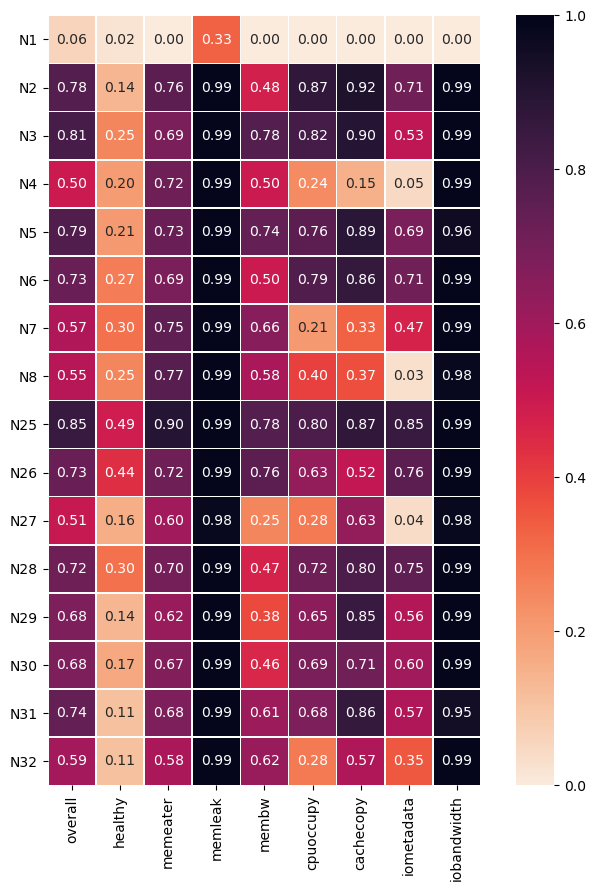 N1 0.06 0.02 0.00 0.33 0.00 0.00 0.00 0.00 0.00
N2 0.78 0.14 0.76 0.99 0.48 0.87 0.92 0.71 0.99
N3 0.81 0.25 0.69 0.99 0.78 0.82 0.90 0.53 0.99
N4 0.50 0.20 0.72 0.99 0.50 0.24 0.15 0.05 0.99
N5 0.79 0.21 0.73 0.99 0.74 0.76 0.89 0.69 0.96
N6 0.73 0.27 0.69 0.99 0.50 0.79 0.86 0.71 0.99
N7 0.57 0.30 0.75 0.99 0.66 0.21 0.33 0.47 0.99
N8 0.55 0.25 0.77 0.99 0.58 0.40 0.37 0.03 0.98
N25 0.85 0.49 0.90 0.99 0.78 0.80 0.87 0.85 0.99
N26 0.73 0.44 0.72 0.99 0.76 0.63 0.52 0.76 0.99
N27 0.51 0.16 0.60 0.98 0.25 0.28 0.63 0.04 0.98
N28 0.72 0.30 0.70 0.99 0.47 0.72 0.80 0.75 0.99
N29 0.68 0.14 0.62 0.99 0.38 0.65 0.85 0.56 0.99
N30 0.68 0.17 0.67 0.99 0.46 0.69 0.71 0.60 0.99
N31 0.74 0.11 0.68 0.99 0.61 0.68 0.86 0.57 0.95
N32 0.59 0.11 0.58 0.99 0.62 0.28 0.57 0.35 0.99
overall
healthy
memeater
memleak
membw
cpuoccupy
cachecopy
iometadata
iobandwidth
1.0
0.8
0.6
0.4
0.2
0.0